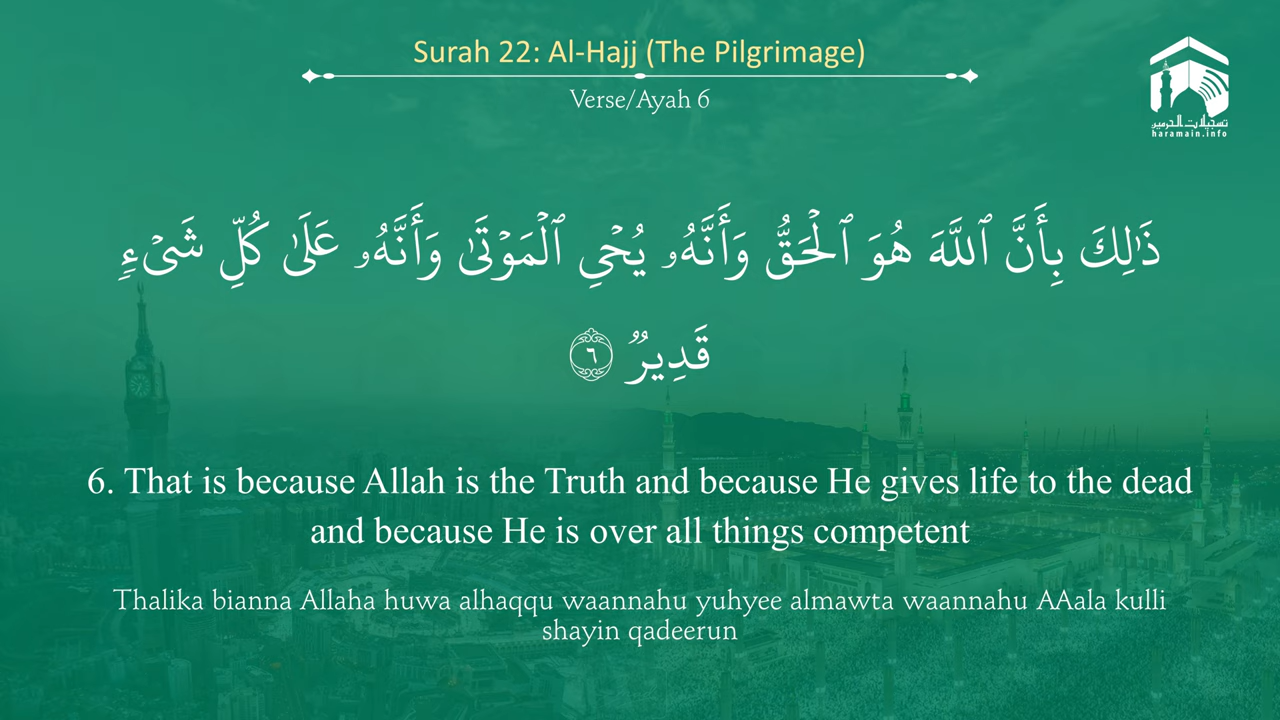 Surah 22: Al-Hajj (The Pilgrimage)
Verse/Ayah 6
تسجيلات الحرمين
haramain.info
ذَٰلِكَ بِأَنَّ ٱللَّهَ هُوَ ٱلْحَقُّ وَأَنَّهُۥ يُحْىِ ٱلْمَوْتَىٰ وَأَنَّهُۥ عَلَىٰ كُلِّ شَىْءٍۢ
قَدِيرٌۭ ٦
6. That is because Allah is the Truth and because He gives life to the dead
and because He is over all things competent
Thalika bianna Allaha huwa alhaqqu waannahu yuhyee almawta waannahu AAala kulli
shayin qadeerun